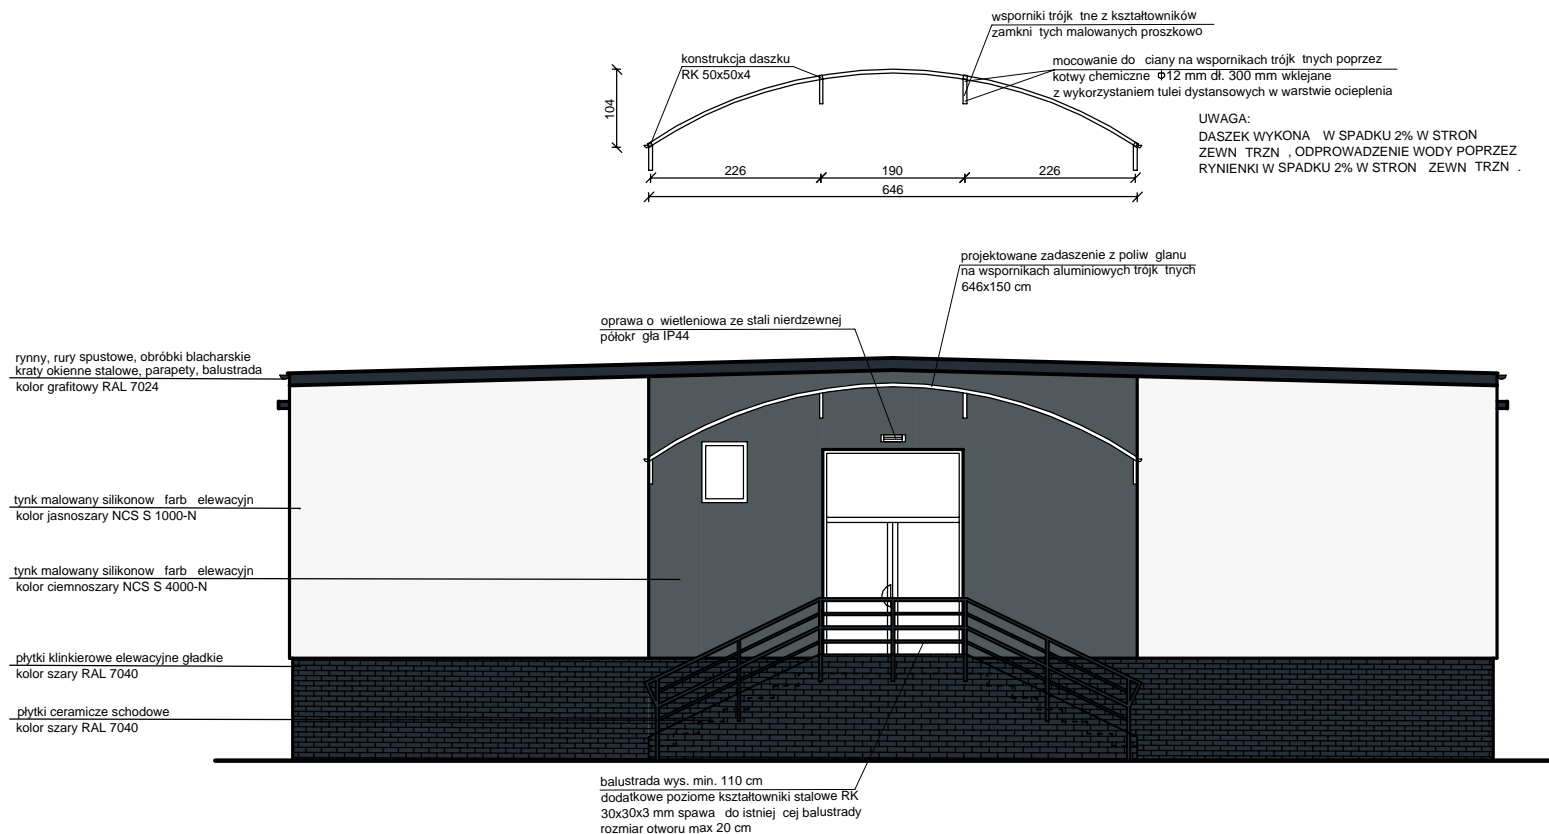 wsporniki trójk tne z kształtowników
zamkni tych malowanych proszkowo
konstrukcja daszku
RK 50x50x4
mocowanie do ciany na wspornikach trójk tnych poprzez
kotwy chemiczne Φ12 mm dł. 300 mm wklejane
z wykorzystaniem tulei dystansowych w warstwie ocieplenia
104
UWAGA:
DASZEK WYKONA W SPADKU 2% W STRON
ZEWN TRZN , ODPROWADZENIE WODY POPRZEZ
RYNIENKI W SPADKU 2% W STRON ZEWN TRZN .
226 190 226
646
projektowane zadaszenie z poliw glanu
na wspornikach aluminiowych trójk tnych
646x150 cm
oprawa o wietleniowa ze stali nierdzewnej
półokr gła IP44
rynny, rury spustowe, obróbki blacharskie
kraty okienne stalowe, parapety, balustrada
kolor grafitowy RAL 7024
tynk malowany silikonow farb elewacyjn
kolor jasnoszary NCS S 1000-N
tynk malowany silikonow farb elewacyjn
kolor ciemnoszary NCS S 4000-N
płytki klinkierowe elewacyjne gładkie
kolor szary RAL 7040
płytki ceramicze schodowe
kolor szary RAL 7040
balustrada wys. min. 110 cm
dodatkowe poziome kształtowniki stalowe RK
30x30x3 mm spawa do istniej cej balustrady
rozmiar otworu max 20 cm